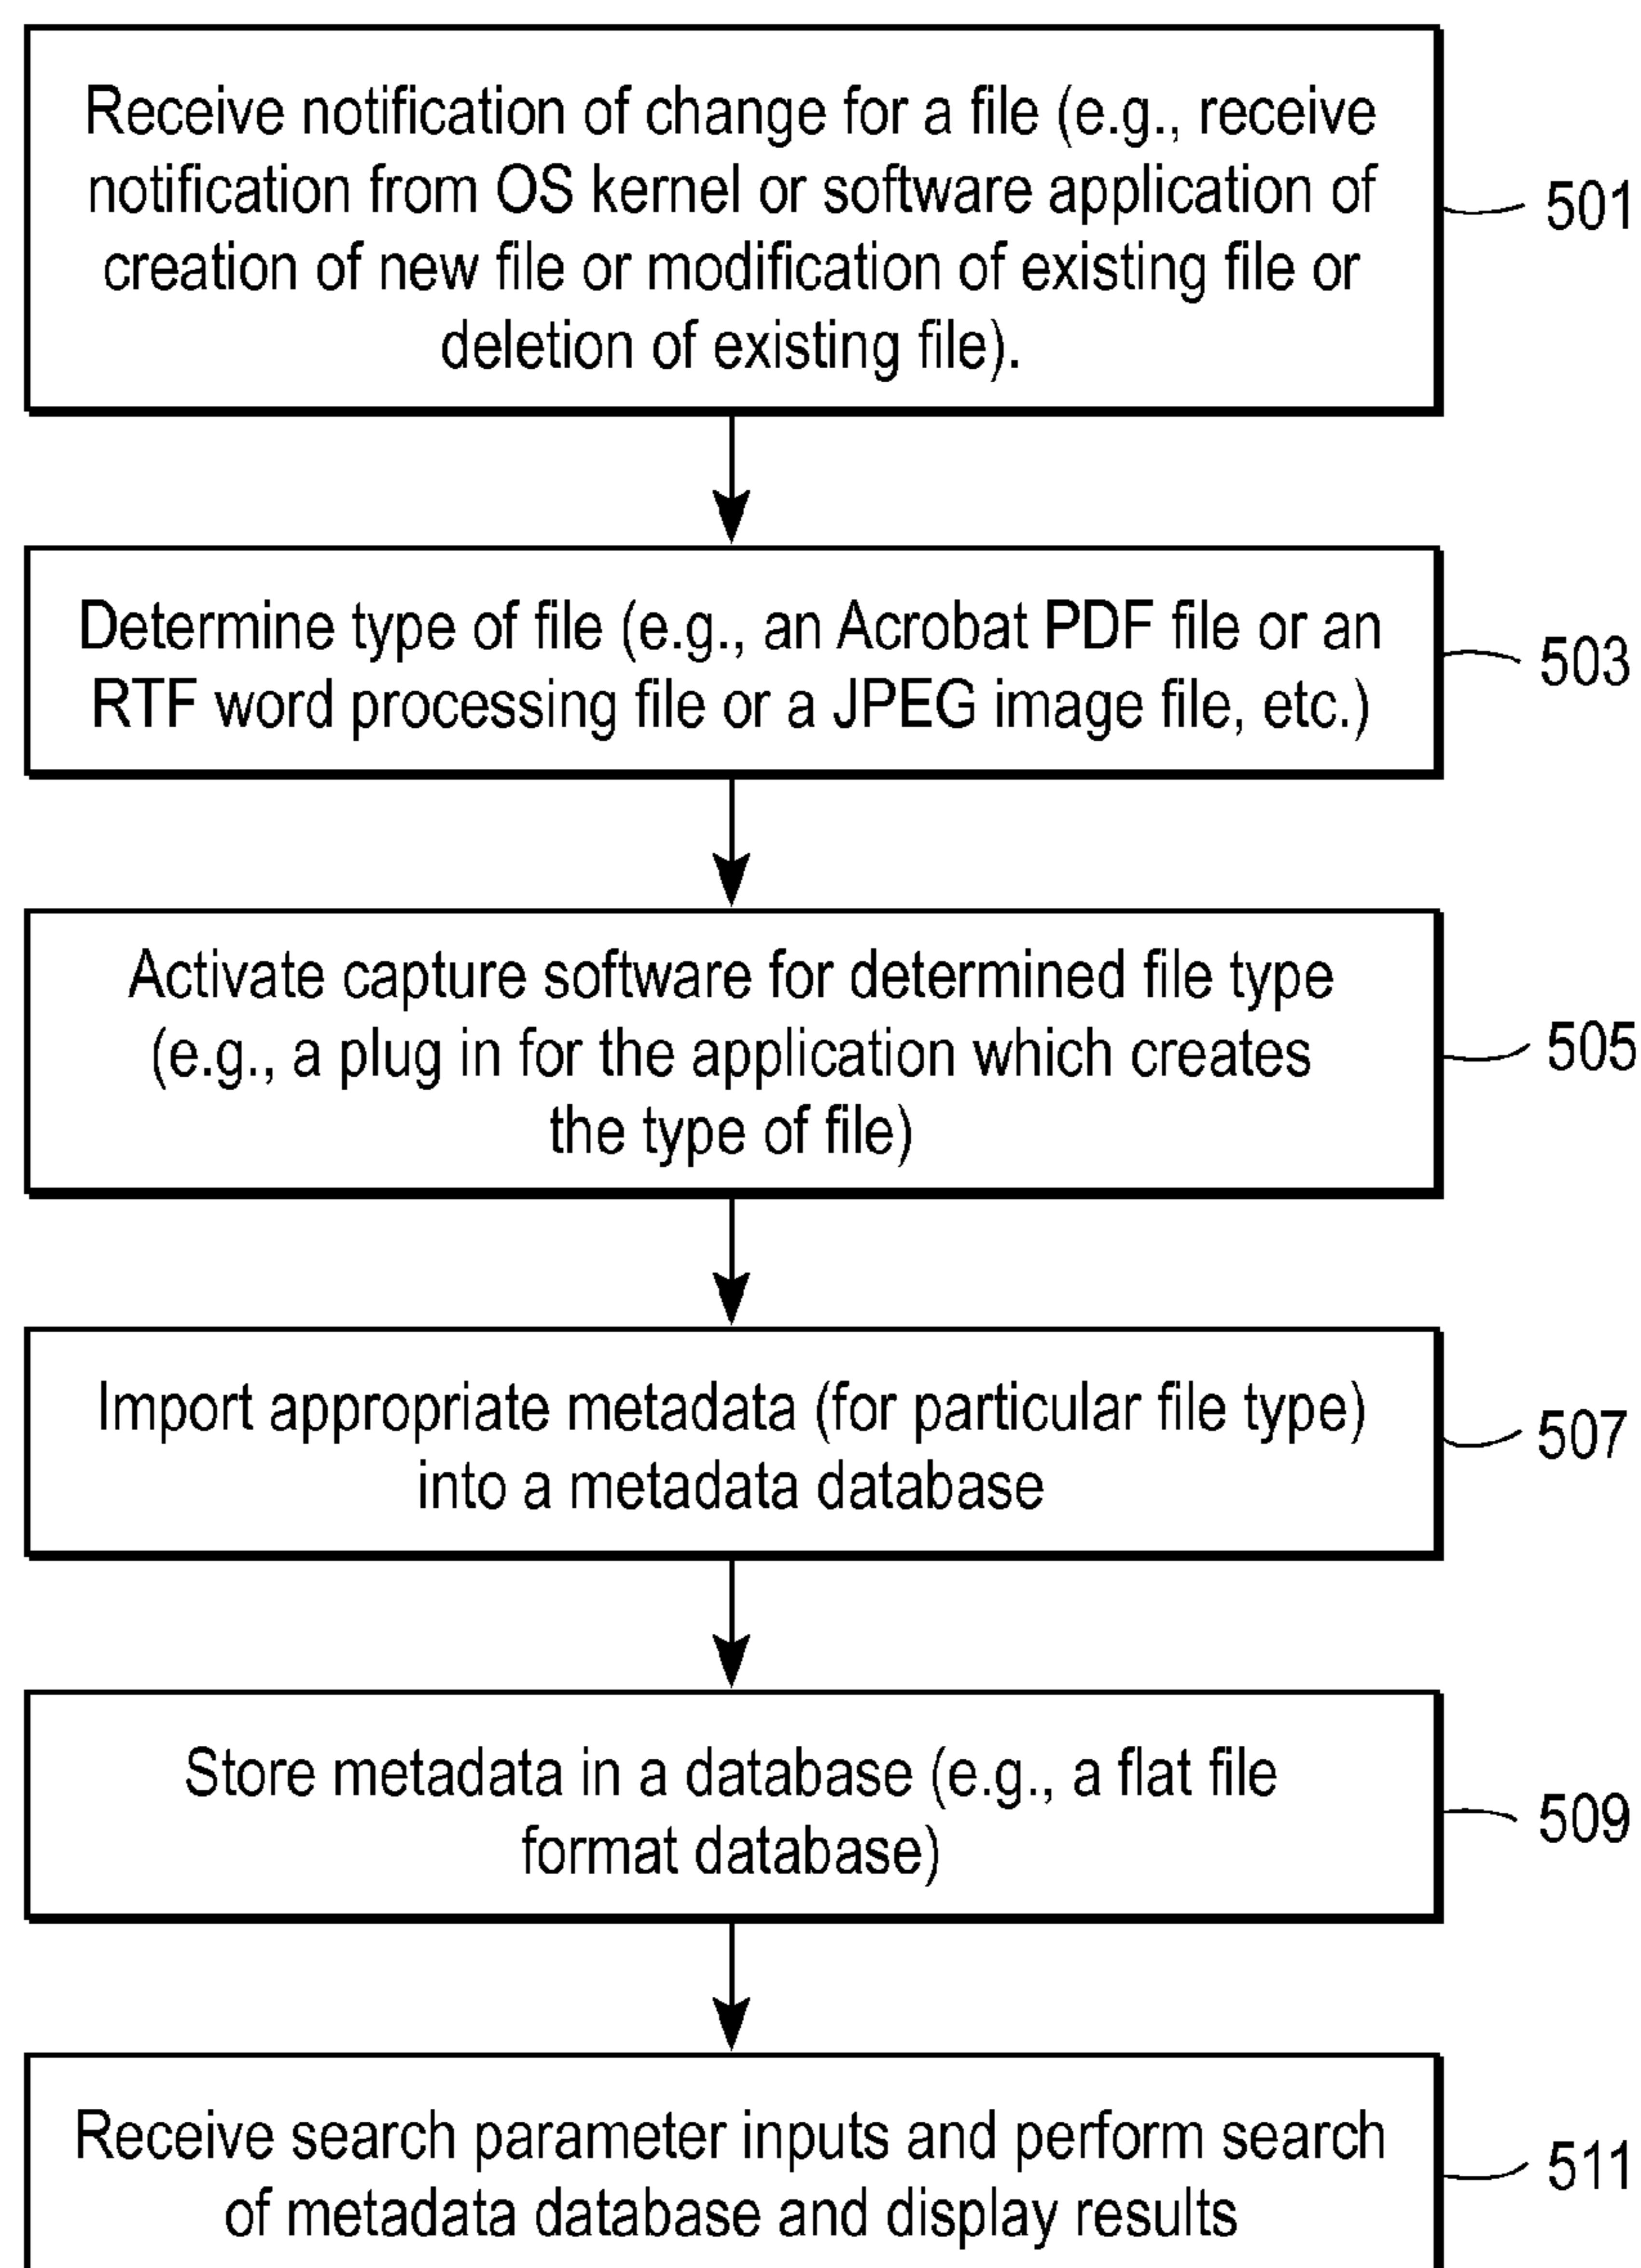 Receive notification of change for a file (e.g., receive
notification from OS kernel or software application of
creation of new file or modification of existing file or
deletion of existing file).
501
Determine type of file (e.g., an Acrobat PDF file or an
RTF word processing file or a JPEG image file, etc.)
503
Activate capture software for determined file type
(e.g., a plug in for the application which creates
the type of file)
505
Import appropriate metadata (for particular file type)
into a metadata database
507
Store metadata in a database (e.g., a flat file
format database)
509
Receive search parameter inputs and perform search
of metadata database and display results
511